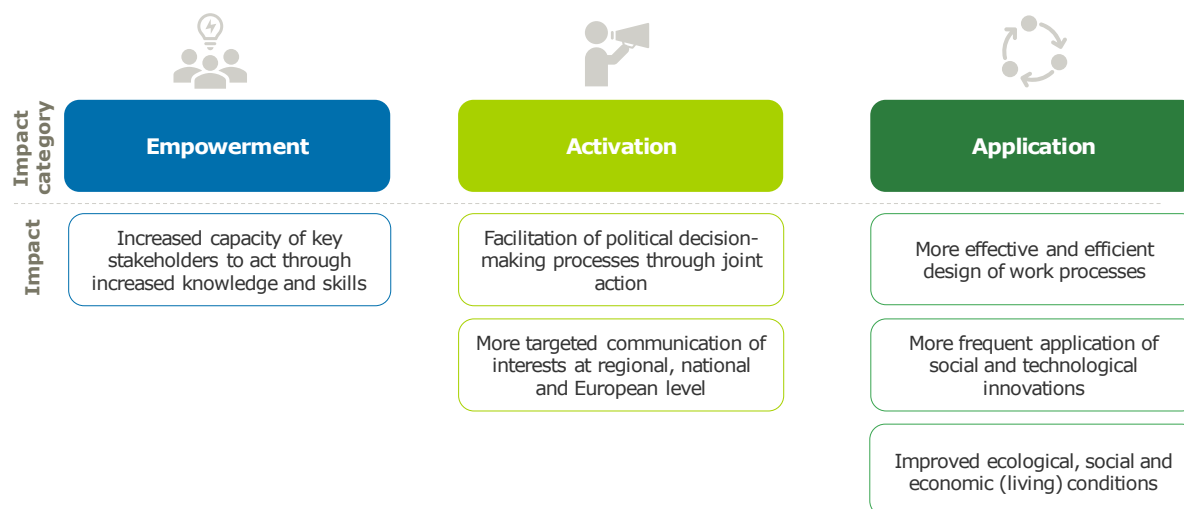 Impact
category
Empowerment
Activation
Application
Impact
Increased capacity of key
stakeholders to act through
increased knowledge and skills
Facilitation of political decision-
making processes through joint
action
More targeted communication of
interests at regional, national
and European level
More effective and efficient
design of work processes
More frequent application of
social and technological
innovations
Improved ecological, social and
economic (living) conditions